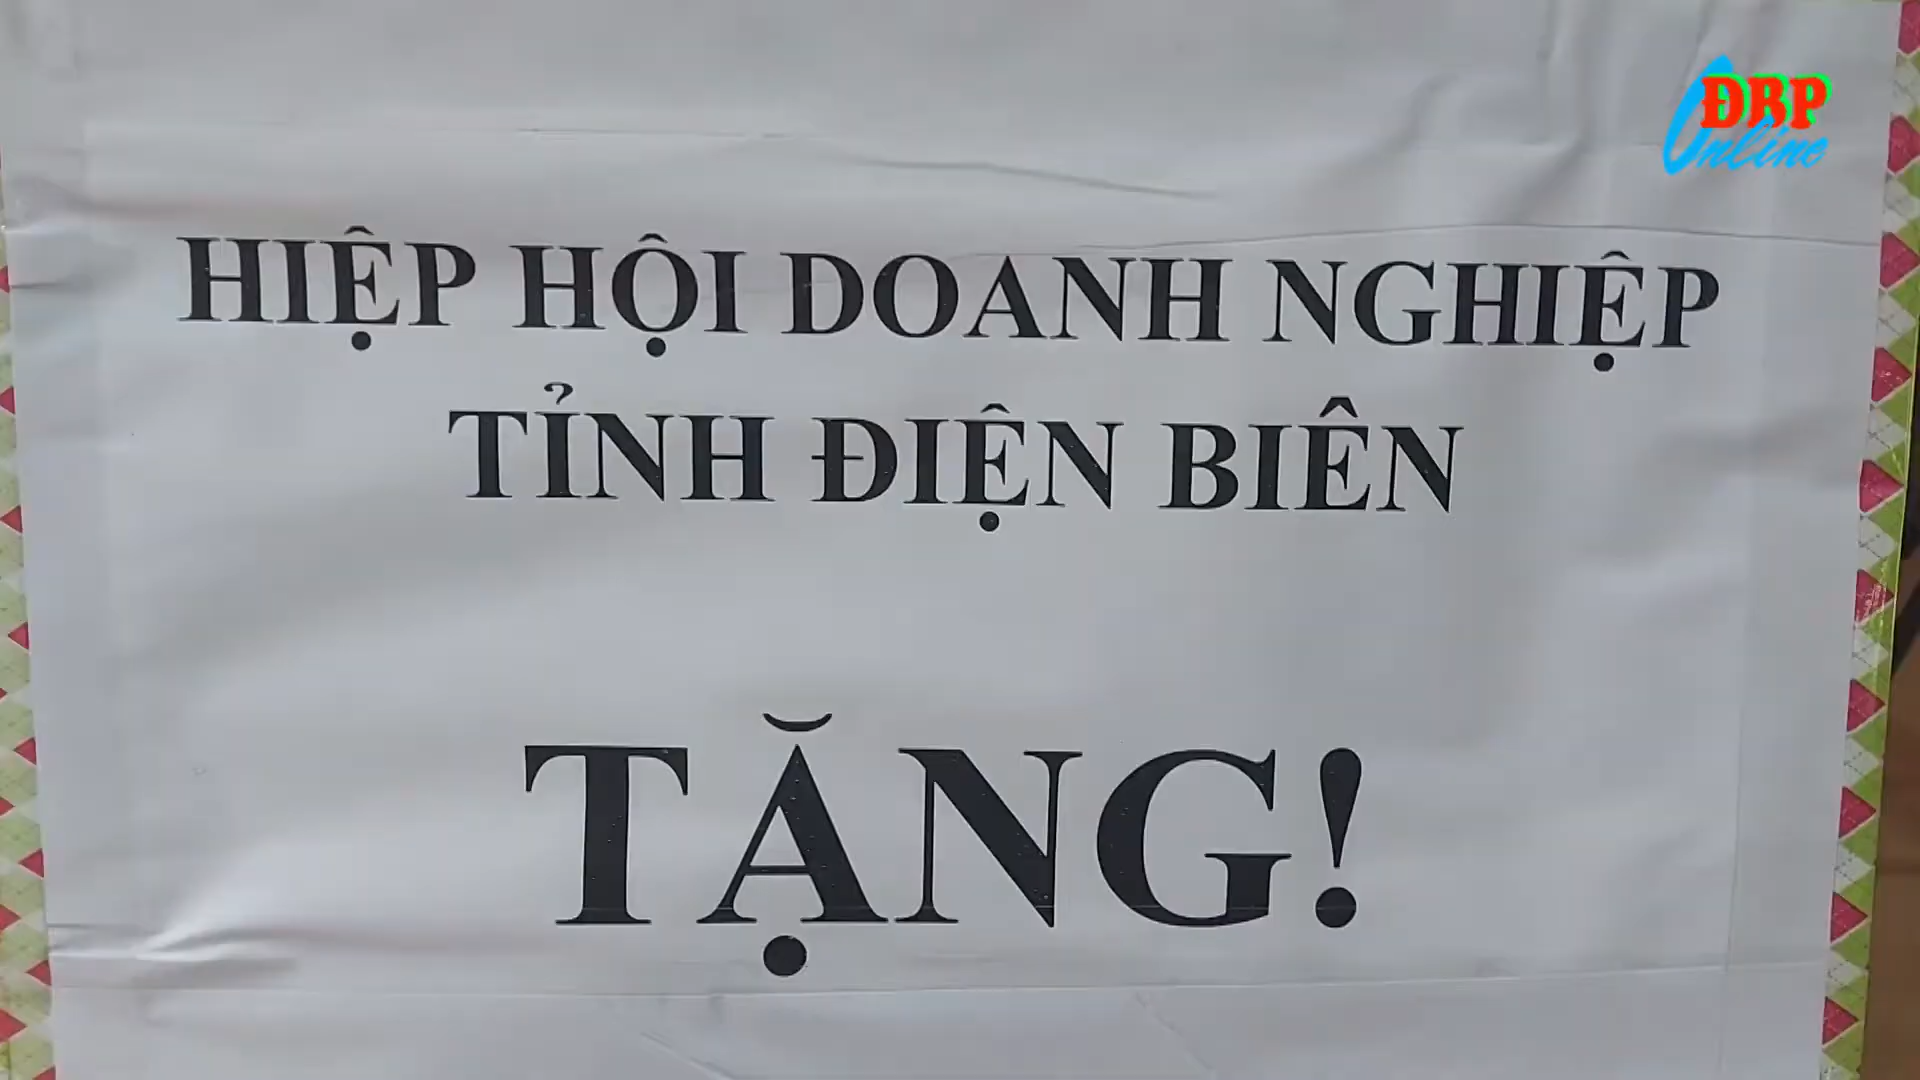 ĐBP
Online
HIỆP HỘI DOANH NGHIỆP
TỈNH ĐIỆN BIÊN
TẶNG!